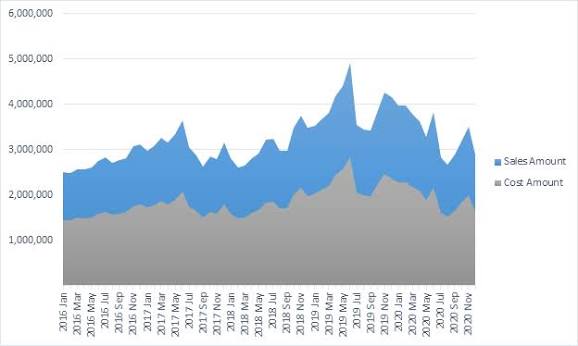 6,000,000
5,000,000
4,000,000
3,000,000
2,000,000
1,000,000
Sales Amount
Cost Amount
2016 Jan
2016 Mar
2016 May
2016 Jul
2016 Sep
2016 Nov
2017 Jan
2017 Mar
2017 May
2017 Jul
2017 Sep
2017 Nov
2018 Jan
2018 Mar
2018 May
2018 Jul
2018 Sep
2018 Nov
2019 Jan
2019 Mar
2019 May
2019 Jul
2019 Sep
2019 Nov
2020 Jan
2020 Mar
2020 May
2020 Jul
2020 Sep
2020 Nov